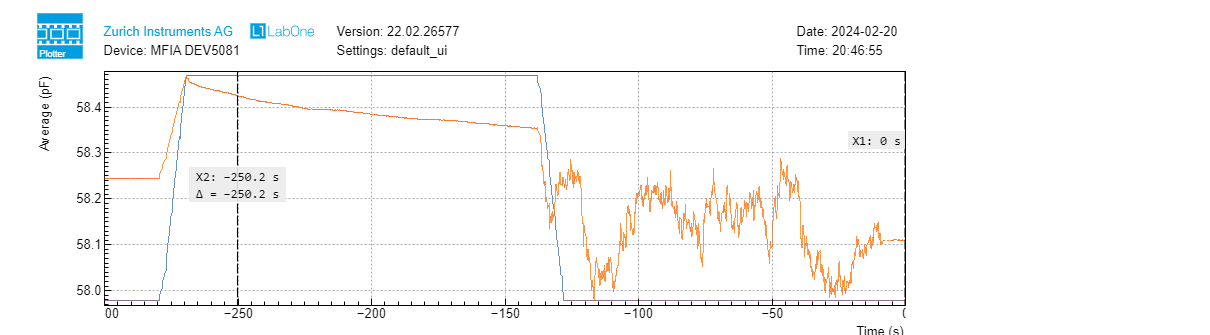 Plotter
Zurich Instruments AG
LabOne
Version: 22.02.26577
Date: 2024-02-20
Device: MFIA DEV5081
Settings: default_ui
Time: 20:46:55
Average (pF)
58.4
58.3
58.2
58.1
58.0
X1: 0 s
X2: -250.2 s
Δ = -250.2 s
00
-250
-200
-150
-100
-50
Time (s)